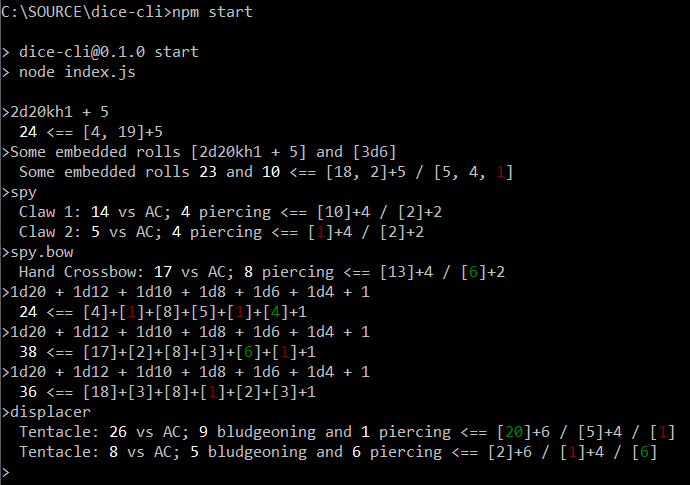 C:\SOURCE\dice-cli>npm start
> dice-cli@0.1.0 start
> node index.js
>2d20kh1 + 5
24 <== [4, 19]+5
>Some embedded rolls [2d20kh1 + 5] and [3d6]
Some embedded rolls 23 and 10 <== [18, 2]+5 / [5, 4, 1]
>spy
Claw 1: 14 vs AC; 4 piercing <== [10]+4 / [2]+2
Claw 2: 5 vs AC; 4 piercing <== [1]+4 / [2]+2
>spy.bow
Hand Crossbow: 17 vs AC; 8 piercing <== [13]+4 / [6]+2
>1d20 + 1d12 + 1d10 + 1d8 + 1d6 + 1d4 + 1
24 <== [4]+[1]+[8]+[5]+[1]+[4]+1
>1d20 + 1d12 + 1d10 + 1d8 + 1d6 + 1d4 + 1
38 <== [17]+[2]+[8]+[3]+[6]+[1]+1
>1d20 + 1d12 + 1d10 + 1d8 + 1d6 + 1d4 + 1
36 <== [18]+[3]+[8]+[1]+[2]+[3]+1
>displacer
Tentacle: 26 vs AC; 9 bludgeoning and 1 piercing <== [20]+6 / [5]+4 / [1]
Tentacle: 8 vs AC; 5 bludgeoning and 6 piercing <== [2]+6 / [1]+4 / [6]
>